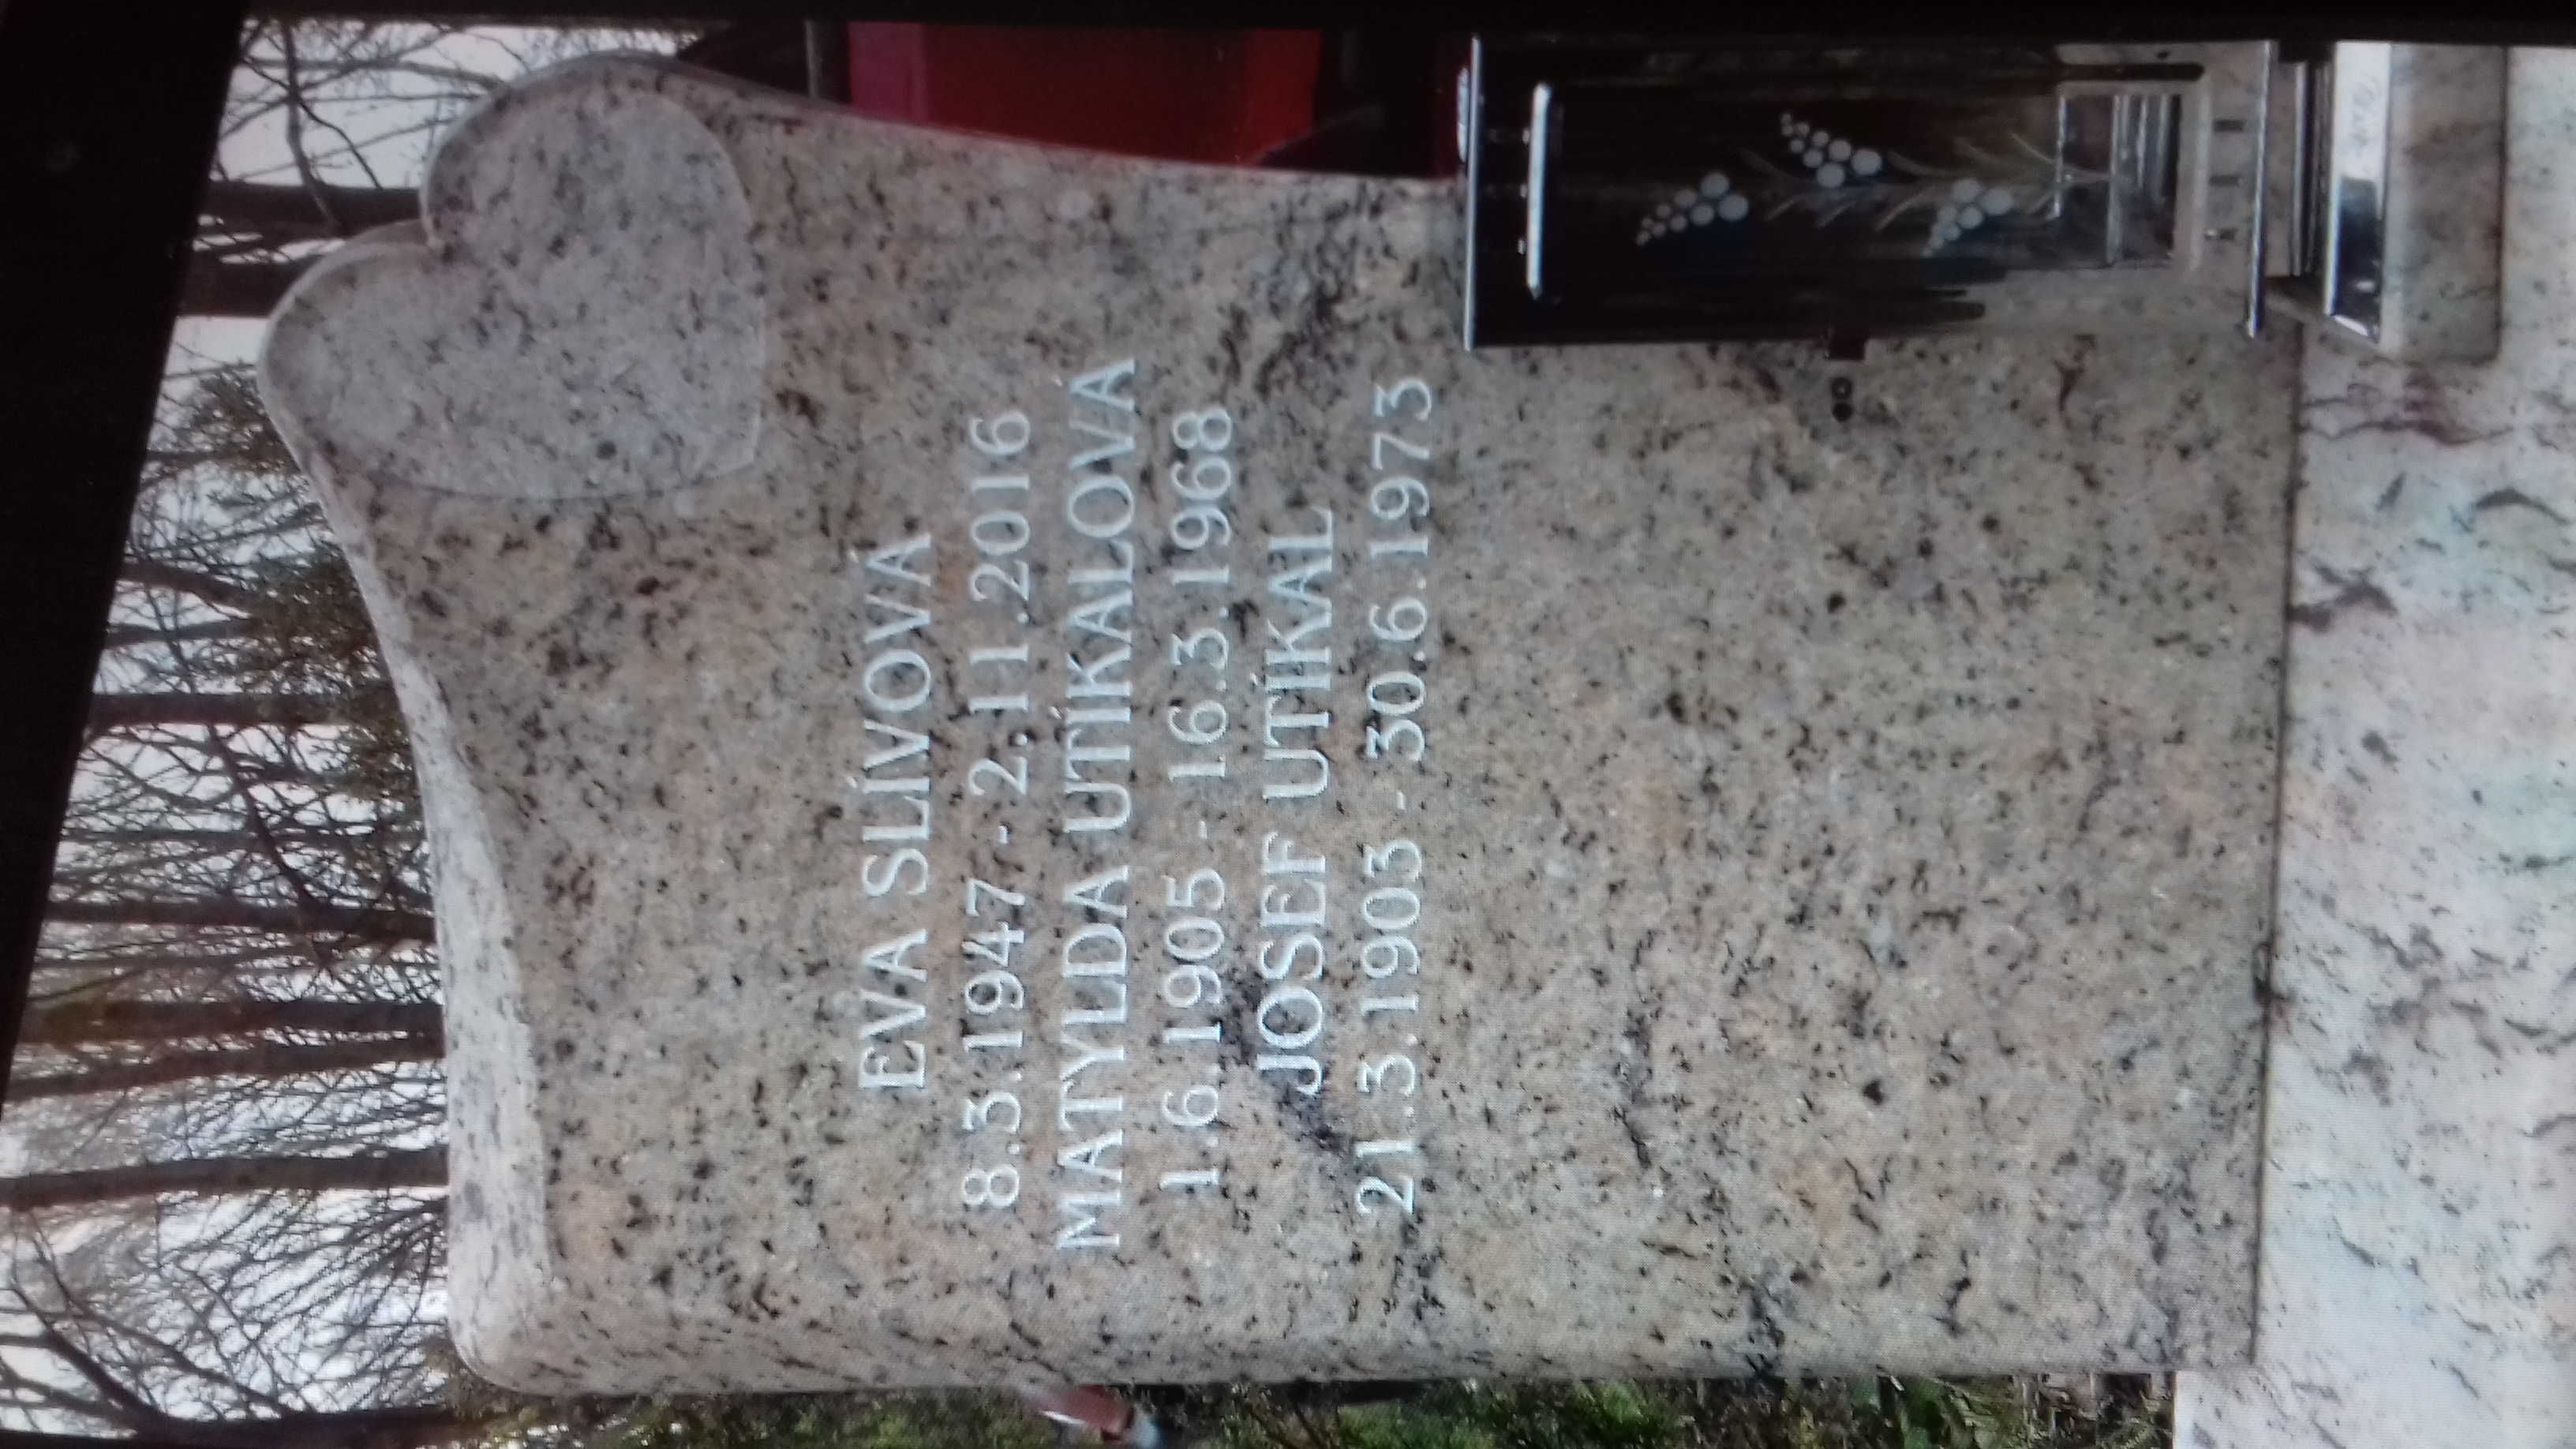 EVA SLÍVOVÁ
8.3.1947 - 2.11.2016
MATYLDA UTÍKALOVÁ
1.6.1905 - 16.3.1968
JOSEF UTÍKAL
21.3.1903 - 30.6.1973